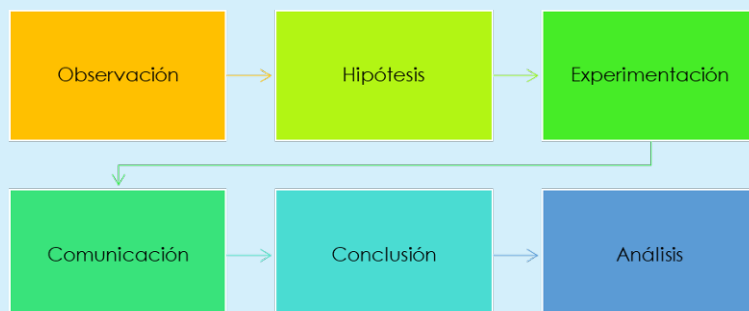 Observación
Hipótesis
Experimentación
Comunicación
Conclusión
Análisis